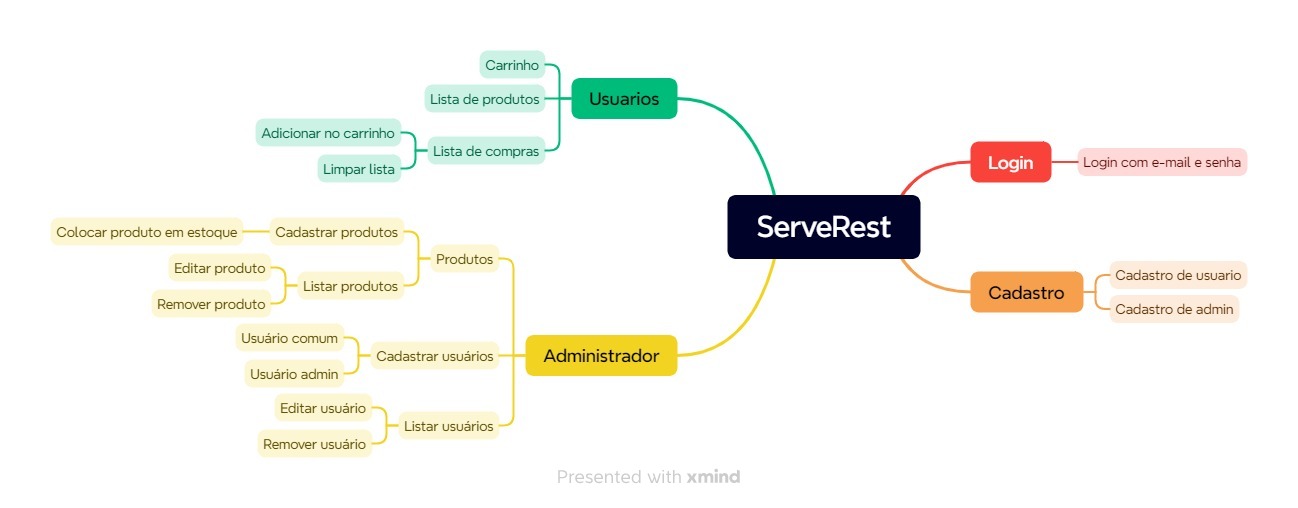 ServeRest
Login
Login com e-mail e senha
Cadastro
Cadastro de usuario
Cadastro de admin
Usuarios
Carrinho
Lista de produtos
Lista de compras
Adicionar no carrinho
Limpar lista
Administrador
Produtos
Cadastrar produtos
Colocar produto em estoque
Listar produtos
Editar produto
Remover produto
Cadastrar usuários
Usuário comum
Usuário admin
Listar usuários
Editar usuário
Remover usuário
Presented with xmind